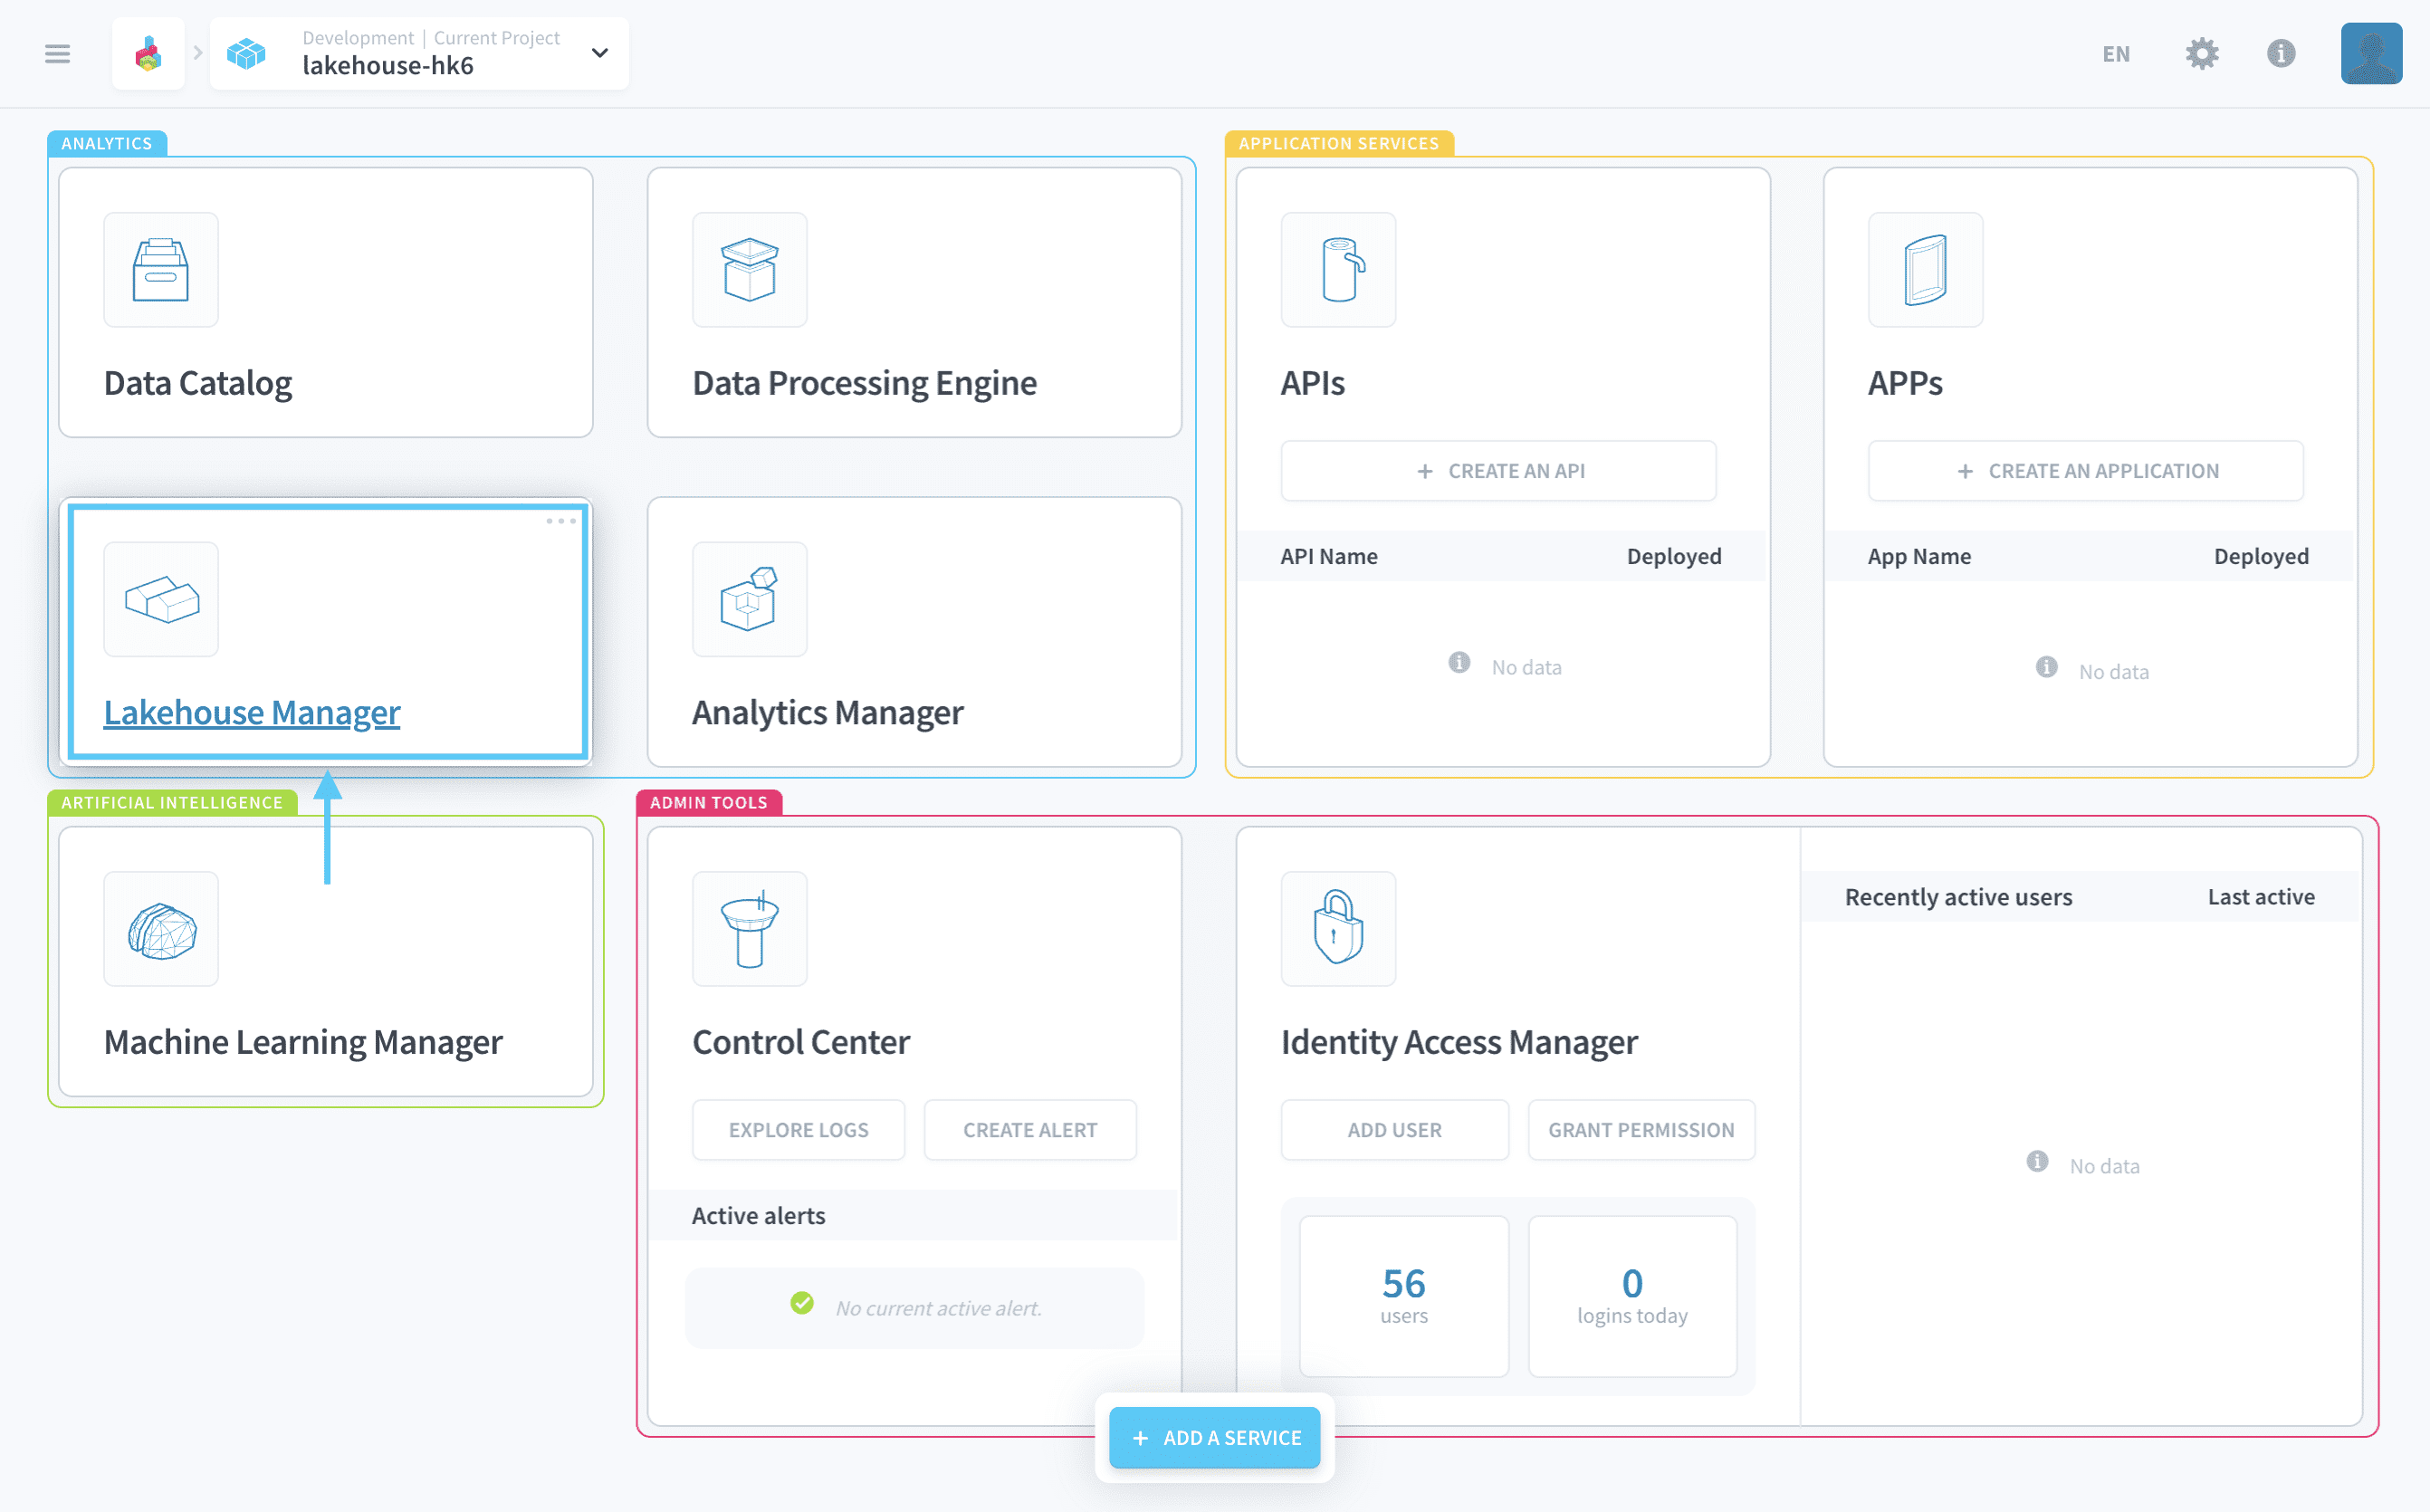 Development | Current Project
lakehouse-hk6
EN
ANALYTICS
Data Catalog
Data Processing Engine
Lakehouse Manager
Analytics Manager
APPLICATION SERVICES
APIs
+ CREATE AN API
API Name Deployed
No data
APPs
+ CREATE AN APPLICATION
App Name Deployed
No data
ARTIFICIAL INTELLIGENCE
Machine Learning Manager
ADMIN TOOLS
Control Center
EXPLORE LOGS CREATE ALERT
Active alerts
No current active alert.
Identity Access Manager
ADD USER GRANT PERMISSION
56
users
0
logins today
Recently active users Last active
No data
+ ADD A SERVICE